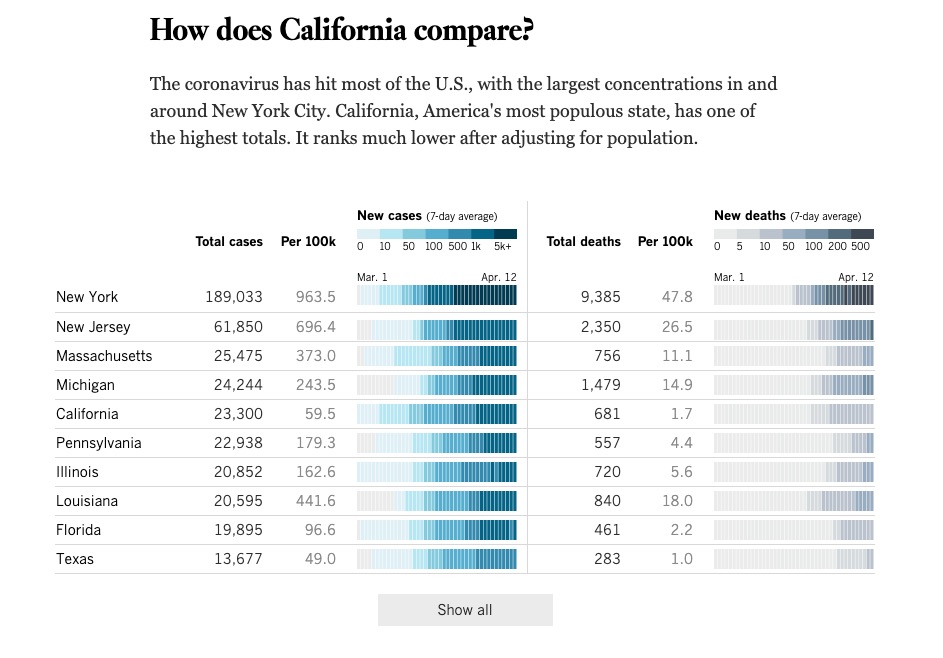 How does California compare?
The coronavirus has hit most of the U.S., with the largest concentrations in and
around New York City. California, America's most populous state, has one of
the highest totals. It ranks much lower after adjusting for population.
Total cases Per 100k New cases (7-day average) Total deaths Per 100k New deaths (7-day average)
0 10 50 100 500 1k 5k+ 0 5 10 50 100 200 500
Mar. 1 Apr. 12 Mar. 1 Apr. 12
New York 189,033 963.5 9,385 47.8
New Jersey 61,850 696.4 2,350 26.5
Massachusetts 25,475 373.0 756 11.1
Michigan 24,244 243.5 1,479 14.9
California 23,300 59.5 681 1.7
Pennsylvania 22,938 179.3 557 4.4
Illinois 20,852 162.6 720 5.6
Louisiana 20,595 441.6 840 18.0
Florida 19,895 96.6 461 2.2
Texas 13,677 49.0 283 1.0
Show all